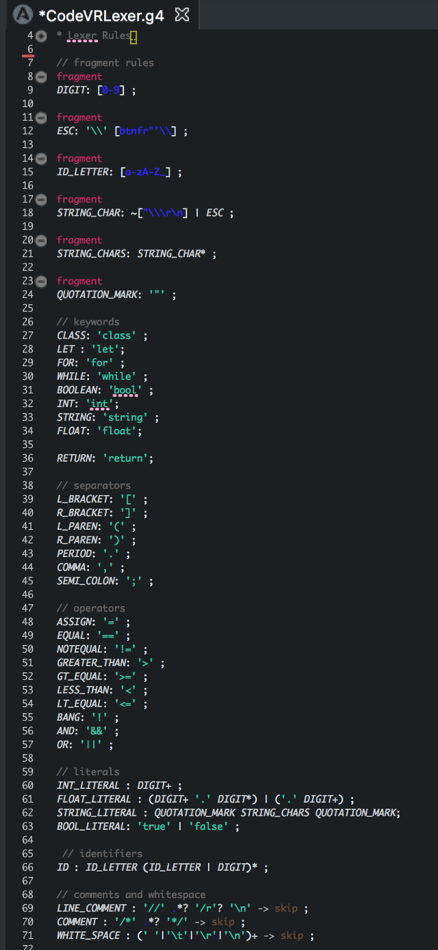 *CodeVRLexer.g4
4 * Lexer Rules
6
7 // fragment rules
8 fragment
9 DIGIT: [0-9] ;
10
11 fragment
12 ESC: '\\' [btnfr"'\\] ;
13
14 fragment
15 ID_LETTER: [a-zA-Z_] ;
16
17 fragment
18 STRING_CHAR: ~["\\\r\n] | ESC ;
19
20 fragment
21 STRING_CHARS: STRING_CHAR* ;
22
23 fragment
24 QUOTATION_MARK: '"' ;
25
26 // keywords
27 CLASS: 'class' ;
28 LET : 'let';
29 FOR: 'for' ;
30 WHILE: 'while' ;
31 BOOLEAN: 'bool' ;
32 INT: 'int';
33 STRING: 'string' ;
34 FLOAT: 'float';
35
36 RETURN: 'return';
37
38 // separators
39 L_BRACKET: '[' ;
40 R_BRACKET: ']' ;
41 L_PAREN: '(' ;
42 R_PAREN: ')' ;
43 PERIOD: '.' ;
44 COMMA: ',' ;
45 SEMI_COLON: ';' ;
46
47 // operators
48 ASSIGN: '=' ;
49 EQUAL: '==' ;
50 NOTEQUAL: '!=' ;
51 GREATER_THAN: '>' ;
52 GT_EQUAL: '>=' ;
53 LESS_THAN: '<' ;
54 LT_EQUAL: '<=' ;
55 BANG: '!' ;
56 AND: '&&' ;
57 OR: '||' ;
58
59 // literals
60 INT_LITERAL : DIGIT+ ;
61 FLOAT_LITERAL : (DIGIT+ '.' DIGIT*) | ('.' DIGIT+) ;
62 STRING_LITERAL : QUOTATION_MARK STRING_CHARS QUOTATION_MARK;
63 BOOL_LITERAL: 'true' | 'false' ;
64
65 // identifiers
66 ID : ID_LETTER (ID_LETTER | DIGIT)* ;
67
68 // comments and whitespace
69 LINE_COMMENT : '//' .*? '/r'? '\n' -> skip ;
70 COMMENT : '/*' .*? '*/' -> skip ;
71 WHITE_SPACE : (' '|'\t'|'\r'|'\n')+ -> skip ;